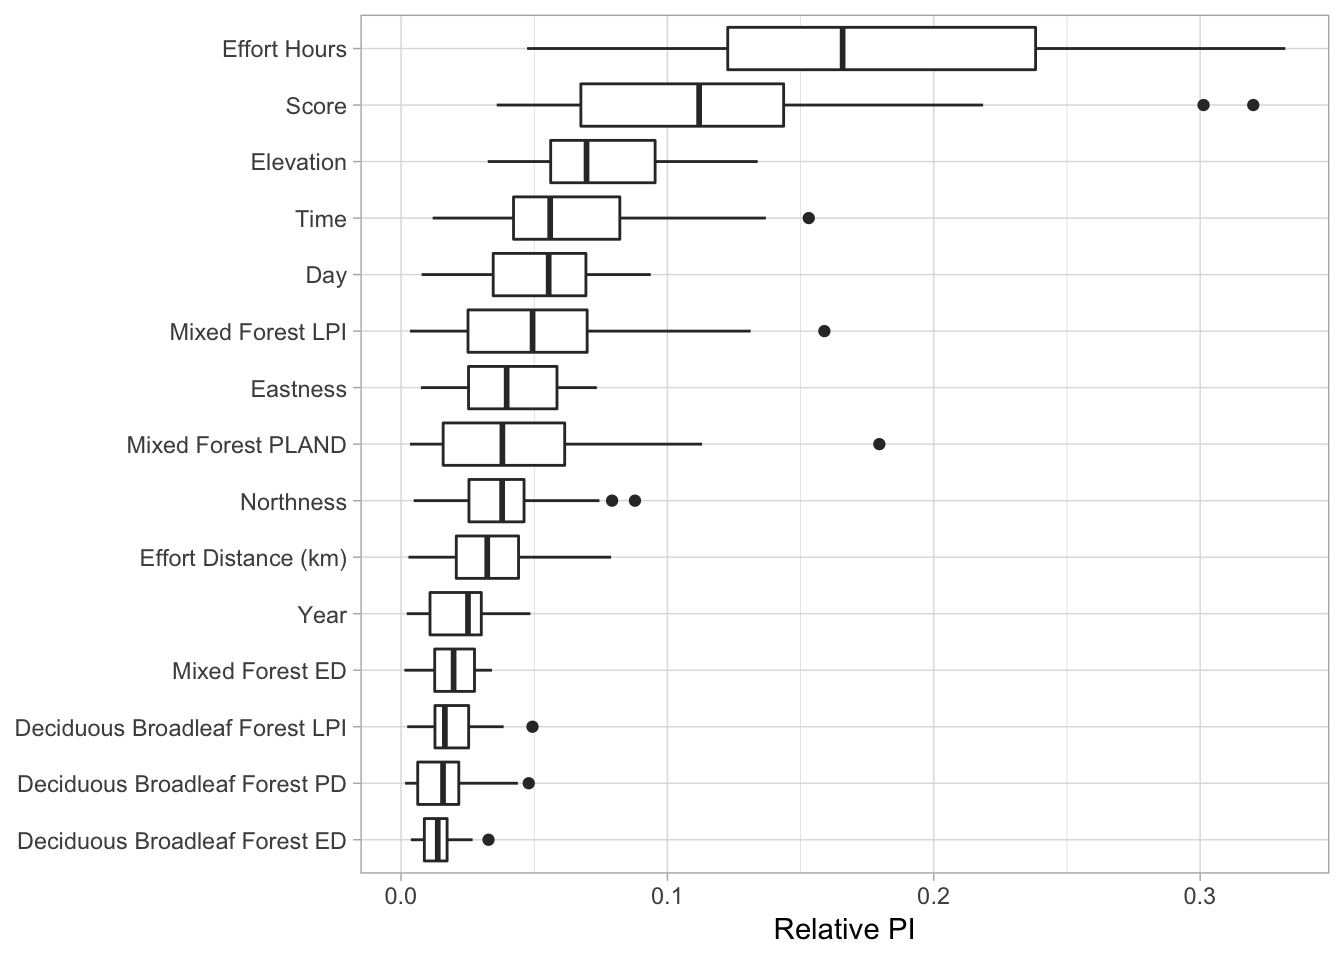 Effort Hours
Score
Elevation
Time
Day
Mixed Forest LPI
Eastness
Mixed Forest PLAND
Northness
Effort Distance (km)
Year
Mixed Forest ED
Deciduous Broadleaf Forest LPI
Deciduous Broadleaf Forest PD
Deciduous Broadleaf Forest ED
0.0 0.1 0.2 0.3
Relative PI